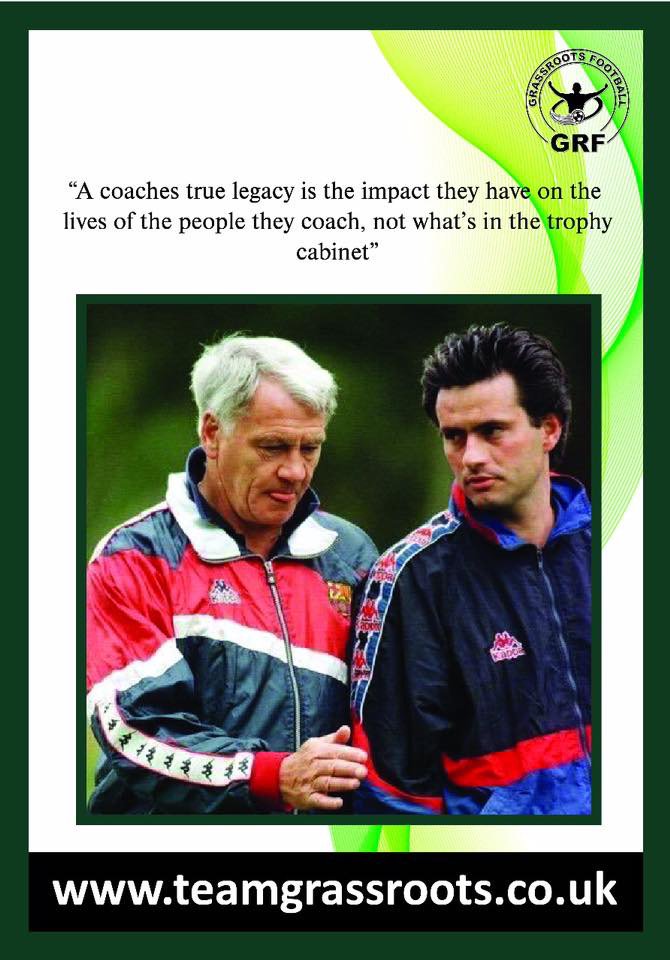 GRASSROOTS FOOTBALL
GRF
“A coaches true legacy is the impact they have on the
lives of the people they coach, not what’s in the trophy
cabinet”
Kappa
Kappa
www.teamgrassroots.co.uk